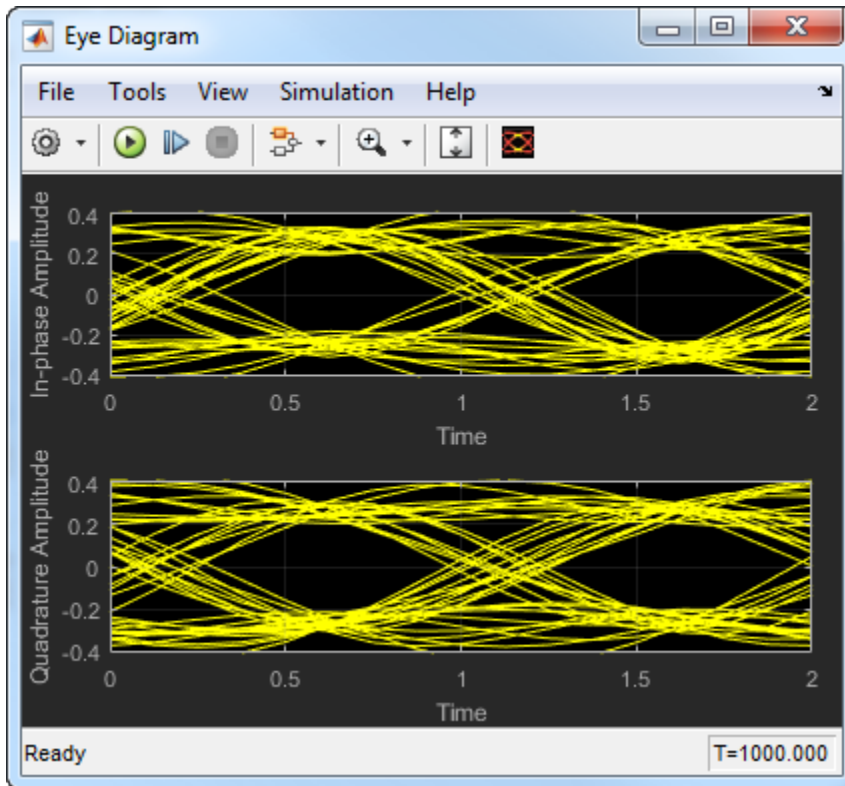 Eye Diagram
File Tools View Simulation Help
In-phase Amplitude
0.4
0.2
0
-0.2
-0.4
0 0.5 1 1.5 2
Time
Quadrature Amplitude
0.4
0.2
0
-0.2
-0.4
0 0.5 1 1.5 2
Time
Ready T=1000.000